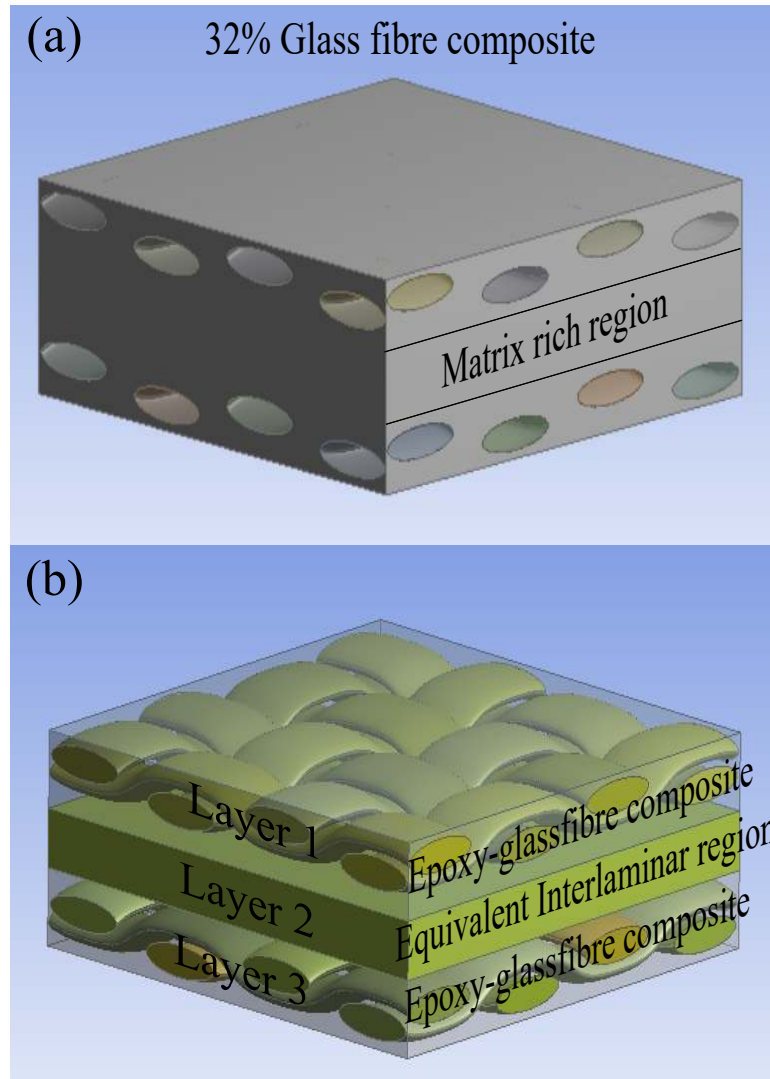 (a)
32% Glass fibre composite
Matrix rich region
(b)
Layer 1
Epoxy-glassfibre composite
Layer 2
Equivalent Interlaminar region
Layer 3
Epoxy-glassfibre composite